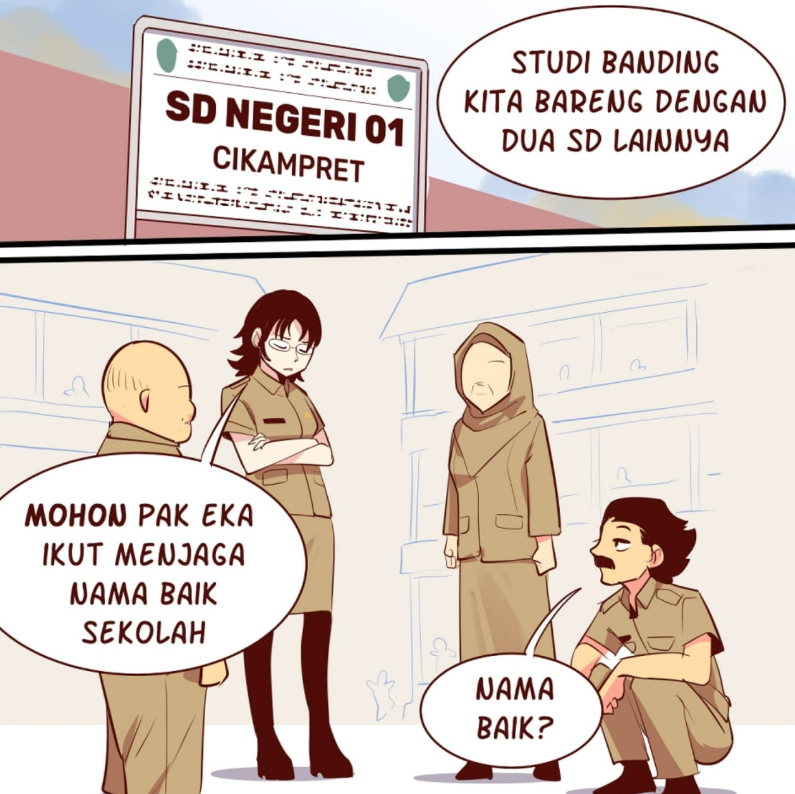 SD NEGERI 01
CIKAMPRET
STUDI BANDING
KITA BARENG DENGAN
DUA SD LAINNYA
MOHON PAK EKA
IKUT MENJAGA
NAMA BAIK
SEKOLAH
NAMA
BAIK?